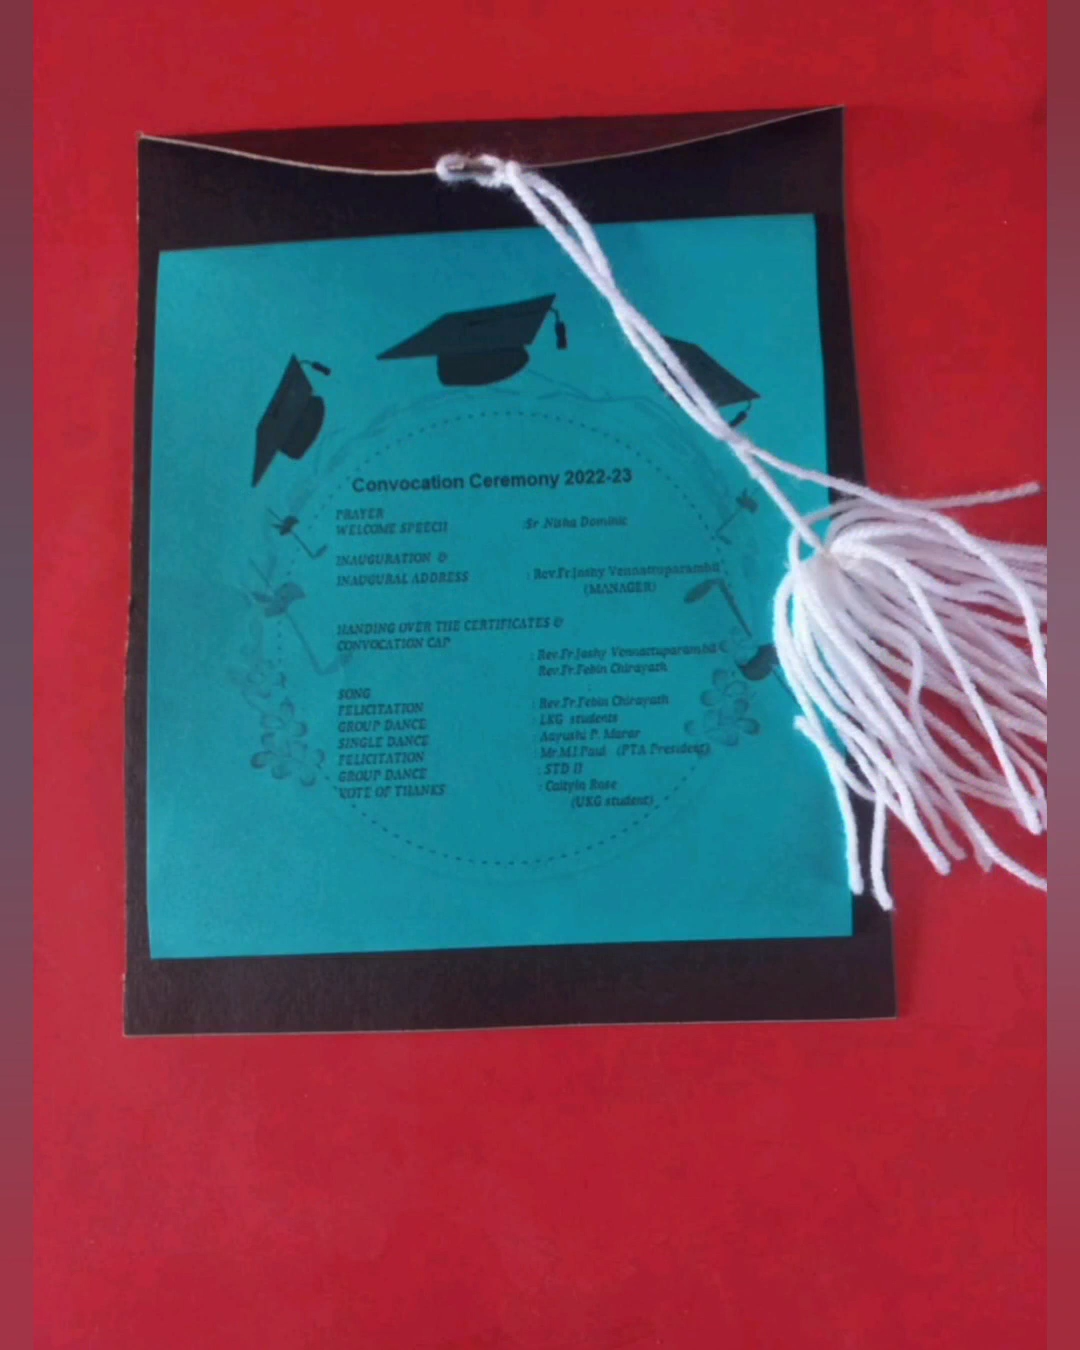 Convocation Ceremony 2022-23
PRAYER
WELCOME SPEECH :Sr.Nisha Dominic
INAUGURATION &
INAUGURAL ADDRESS : Rev.Fr.Joshy Vennattuparambil
(MANAGER)
HANDING OVER THE CERTIFICATES &
CONVOCATION CAP
: Rev.Fr.Joshy Vennattuparambil
Rev.Fr.Febin Chirayath
SONG
FELICITATION : Rev.Fr.Febin Chirayath
GROUP DANCE : LKG students
SINGLE DANCE : Aayushi P. Marar
FELICITATION : Mr.M.I Paul (PTA President)
GROUP DANCE : STD II
VOTE OF THANKS : Caitlyn Rose
(UKG student)